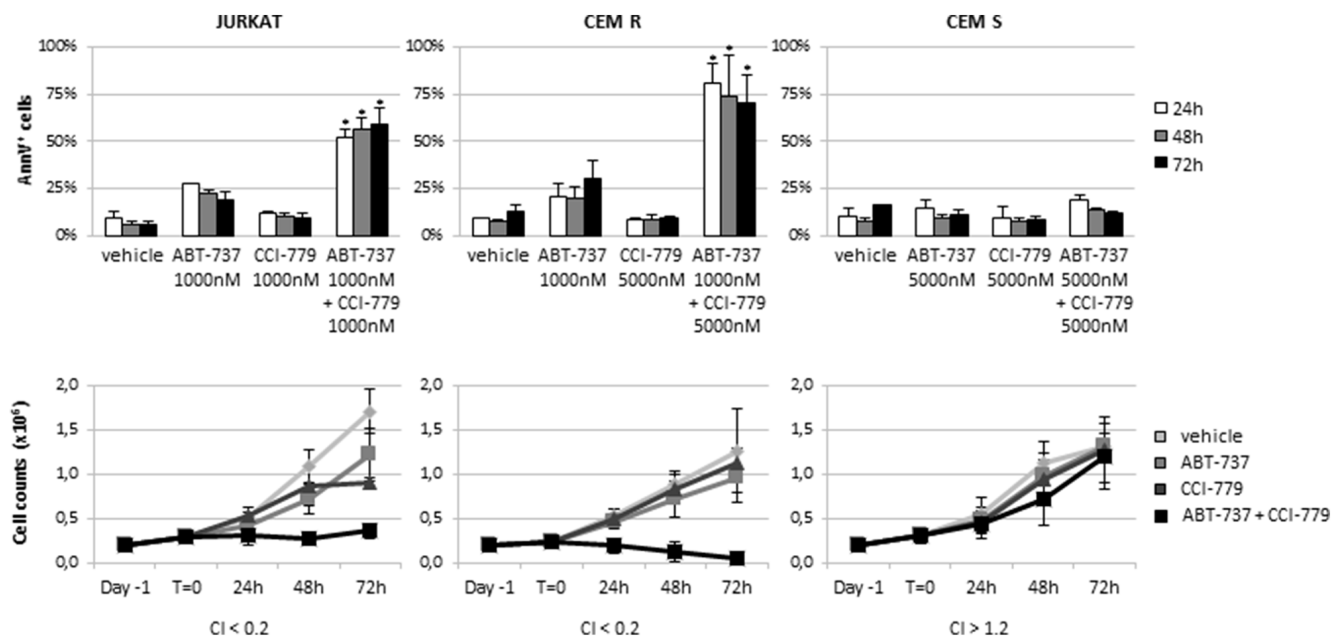 JURKAT
CEM R
CEM S
AnnV⁺ cells
100%
75%
50%
25%
0%
* * *
vehicle ABT-737 CCI-779 ABT-737
1000nM 1000nM 1000nM
+ CCI-779
1000nM
100%
75%
50%
25%
0%
* * *
vehicle ABT-737 CCI-779 ABT-737
1000nM 5000nM 1000nM
+ CCI-779
5000nM
100%
75%
50%
25%
0%
vehicle ABT-737 CCI-779 ABT-737
5000nM 5000nM 5000nM
+ CCI-779
5000nM
24h
48h
72h
Cell counts (x10⁶)
2,0
1,5
1,0
0,5
0,0
Day -1 T=0 24h 48h 72h
CI < 0.2
2,0
1,5
1,0
0,5
0,0
Day -1 T=0 24h 48h 72h
CI < 0.2
2,0
1,5
1,0
0,5
0,0
Day -1 T=0 24h 48h 72h
CI > 1.2
vehicle
ABT-737
CCI-779
ABT-737 + CCI-779